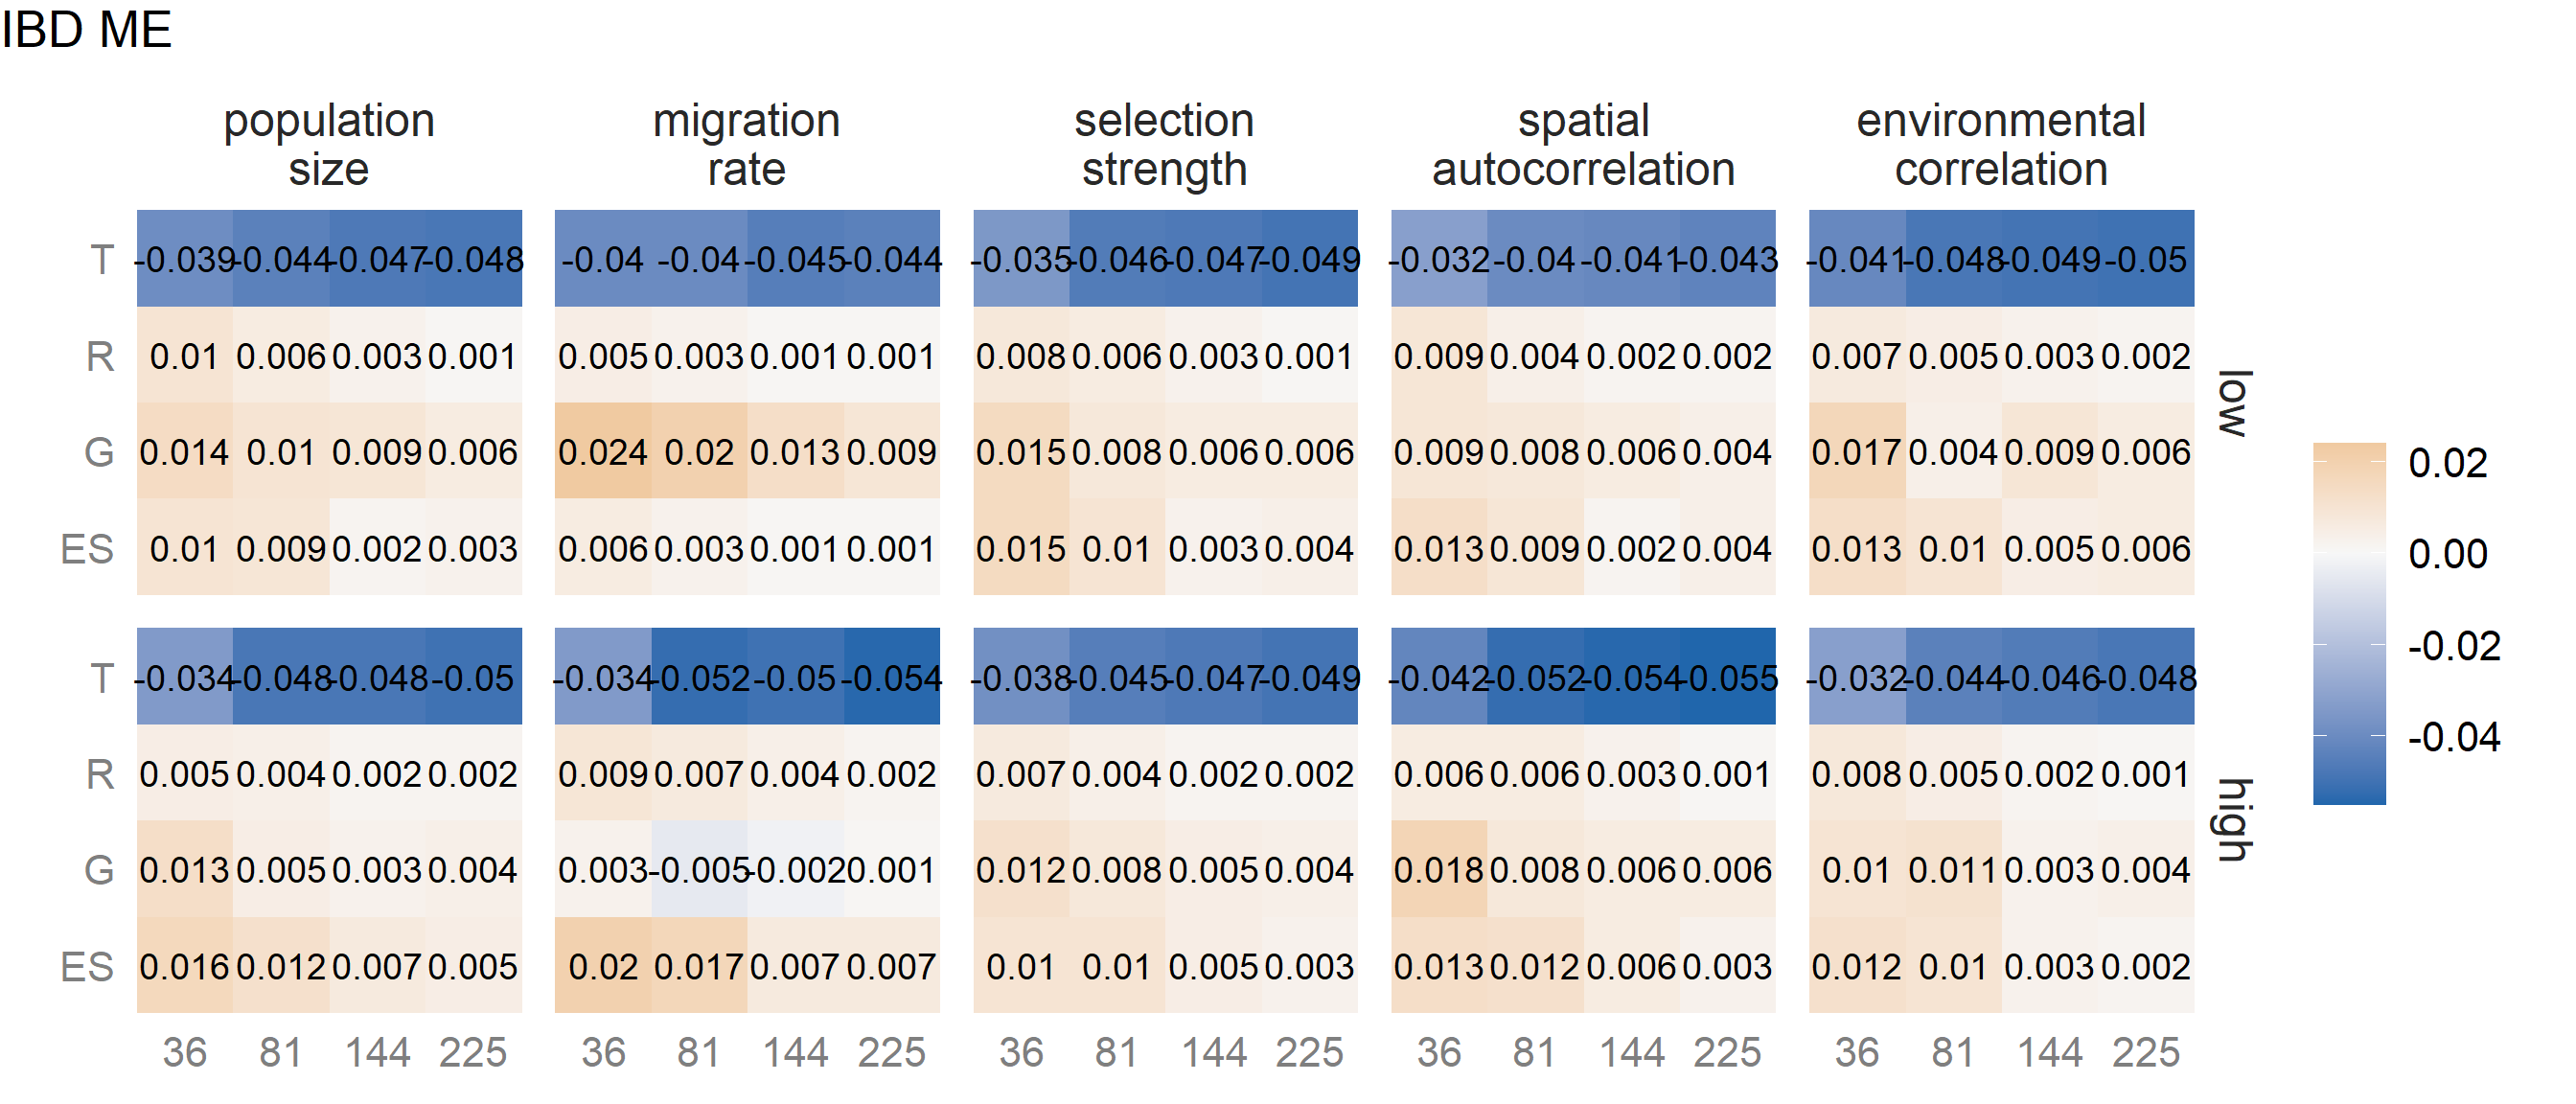 IBD ME
population size
migration rate
selection strength
spatial autocorrelation
environmental correlation
T -0.039 -0.044 -0.047 -0.048 -0.04 -0.04 -0.045 -0.044 -0.035 -0.046 -0.047 -0.049 -0.032 -0.04 -0.041 -0.043 -0.041 -0.048 -0.049 -0.05
R 0.01 0.006 0.003 0.001 0.005 0.003 0.001 0.001 0.008 0.006 0.003 0.001 0.009 0.004 0.002 0.002 0.007 0.005 0.003 0.002
G 0.014 0.01 0.009 0.006 0.024 0.02 0.013 0.009 0.015 0.008 0.006 0.006 0.009 0.008 0.006 0.004 0.017 0.004 0.009 0.006
ES 0.01 0.009 0.002 0.003 0.006 0.003 0.001 0.001 0.015 0.01 0.003 0.004 0.013 0.009 0.002 0.004 0.013 0.01 0.005 0.006
low
T -0.034 -0.048 -0.048 -0.05 -0.034 -0.052 -0.05 -0.054 -0.038 -0.045 -0.047 -0.049 -0.042 -0.052 -0.054 -0.055 -0.032 -0.044 -0.046 -0.048
R 0.005 0.004 0.002 0.002 0.009 0.007 0.004 0.002 0.007 0.004 0.002 0.002 0.006 0.006 0.003 0.001 0.008 0.005 0.002 0.001
G 0.013 0.005 0.003 0.004 0.003 -0.005 -0.002 0.001 0.012 0.008 0.005 0.004 0.018 0.008 0.006 0.006 0.01 0.011 0.003 0.004
ES 0.016 0.012 0.007 0.005 0.02 0.017 0.007 0.007 0.01 0.01 0.005 0.003 0.013 0.012 0.006 0.003 0.012 0.01 0.003 0.002
high
36 81 144 225 36 81 144 225 36 81 144 225 36 81 144 225 36 81 144 225
0.02
0.00
-0.02
-0.04